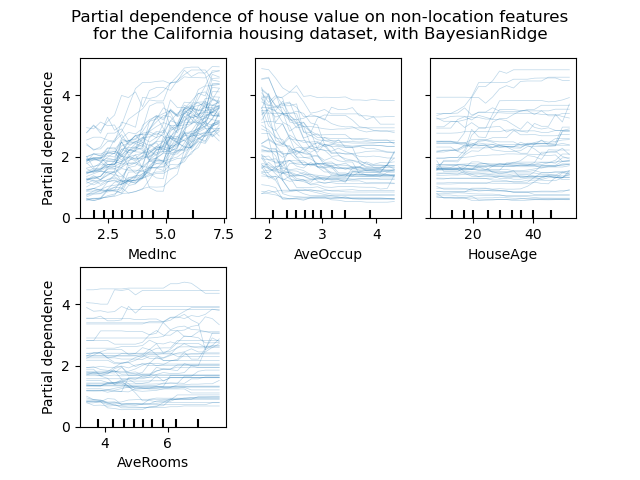 Partial dependence of house value on non-location features
for the California housing dataset, with BayesianRidge
Partial dependence
4
2
0
2.5 5.0 7.5
MedInc
2 3 4
AveOccup
20 40
HouseAge
Partial dependence
4
2
0
4 6
AveRooms